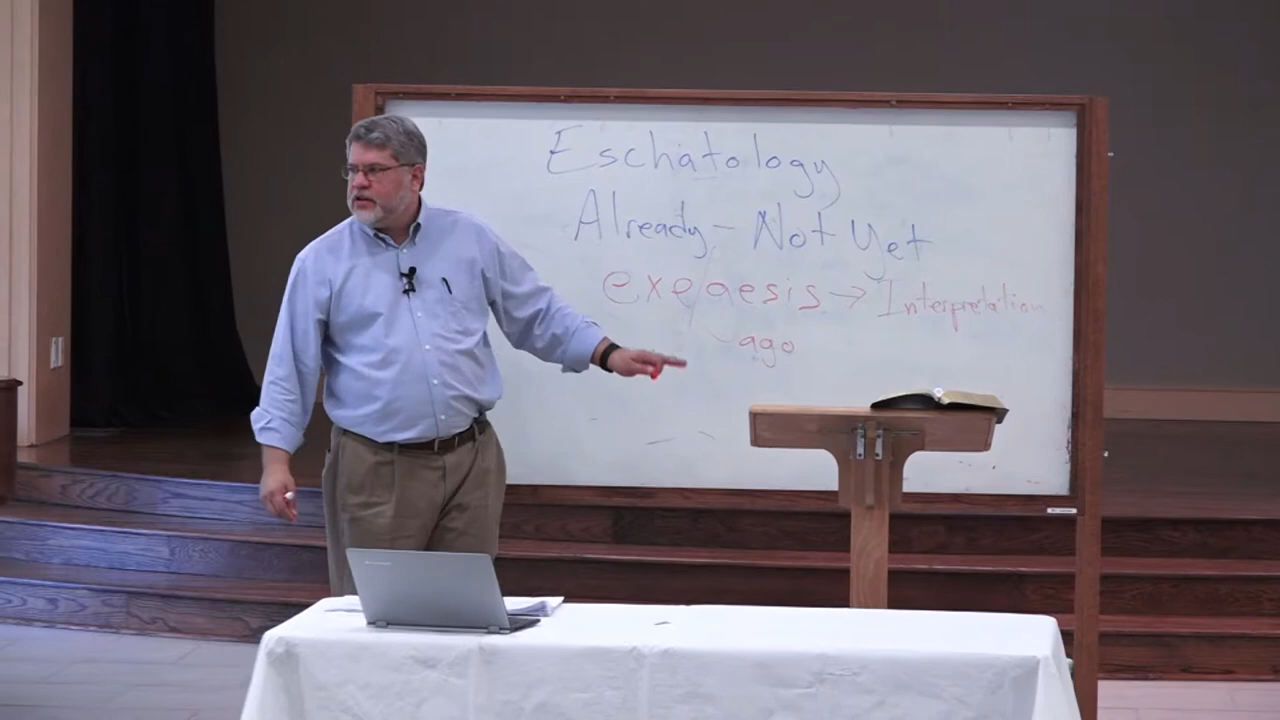 Eschatology
Already - Not Yet
exegesis → Interpretation
- ago